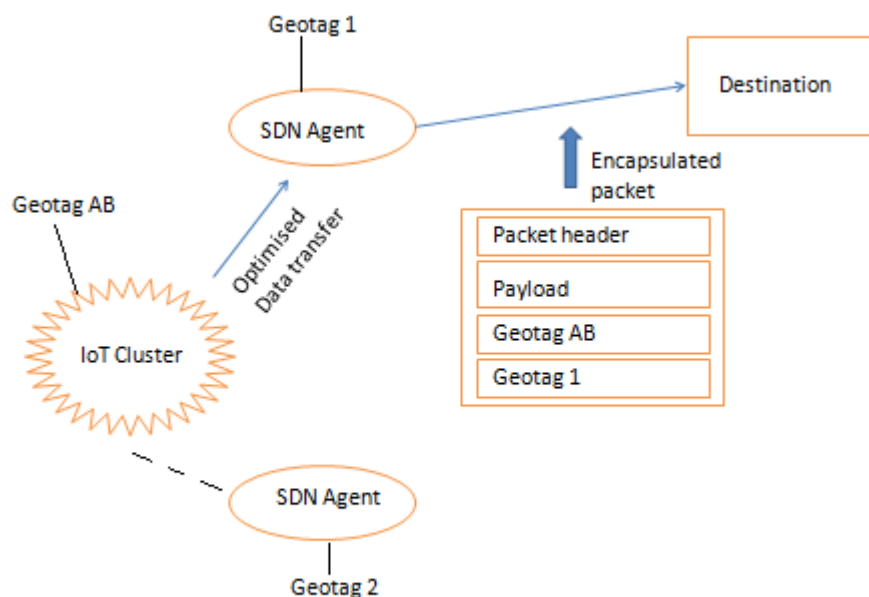 Geotag 1
SDN Agent
Destination
Encapsulated
packet
Geotag AB
Optimised
Data transfer
Packet header
Payload
Geotag AB
Geotag 1
IoT Cluster
SDN Agent
Geotag 2